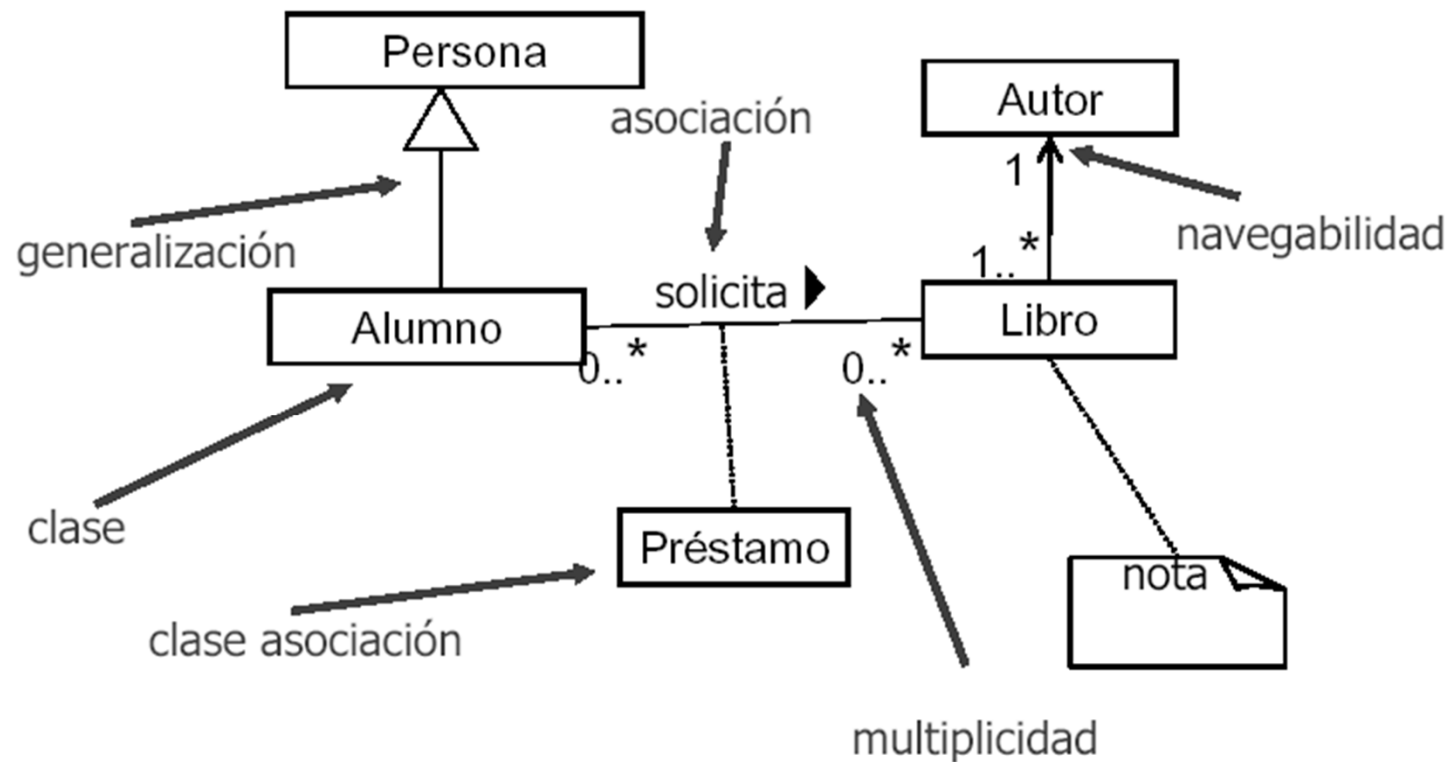 Persona
Autor
asociación
1
navegabilidad
generalización
1..*
solicita
Alumno
Libro
0..*
0..*
clase
Préstamo
nota
clase asociación
multiplicidad